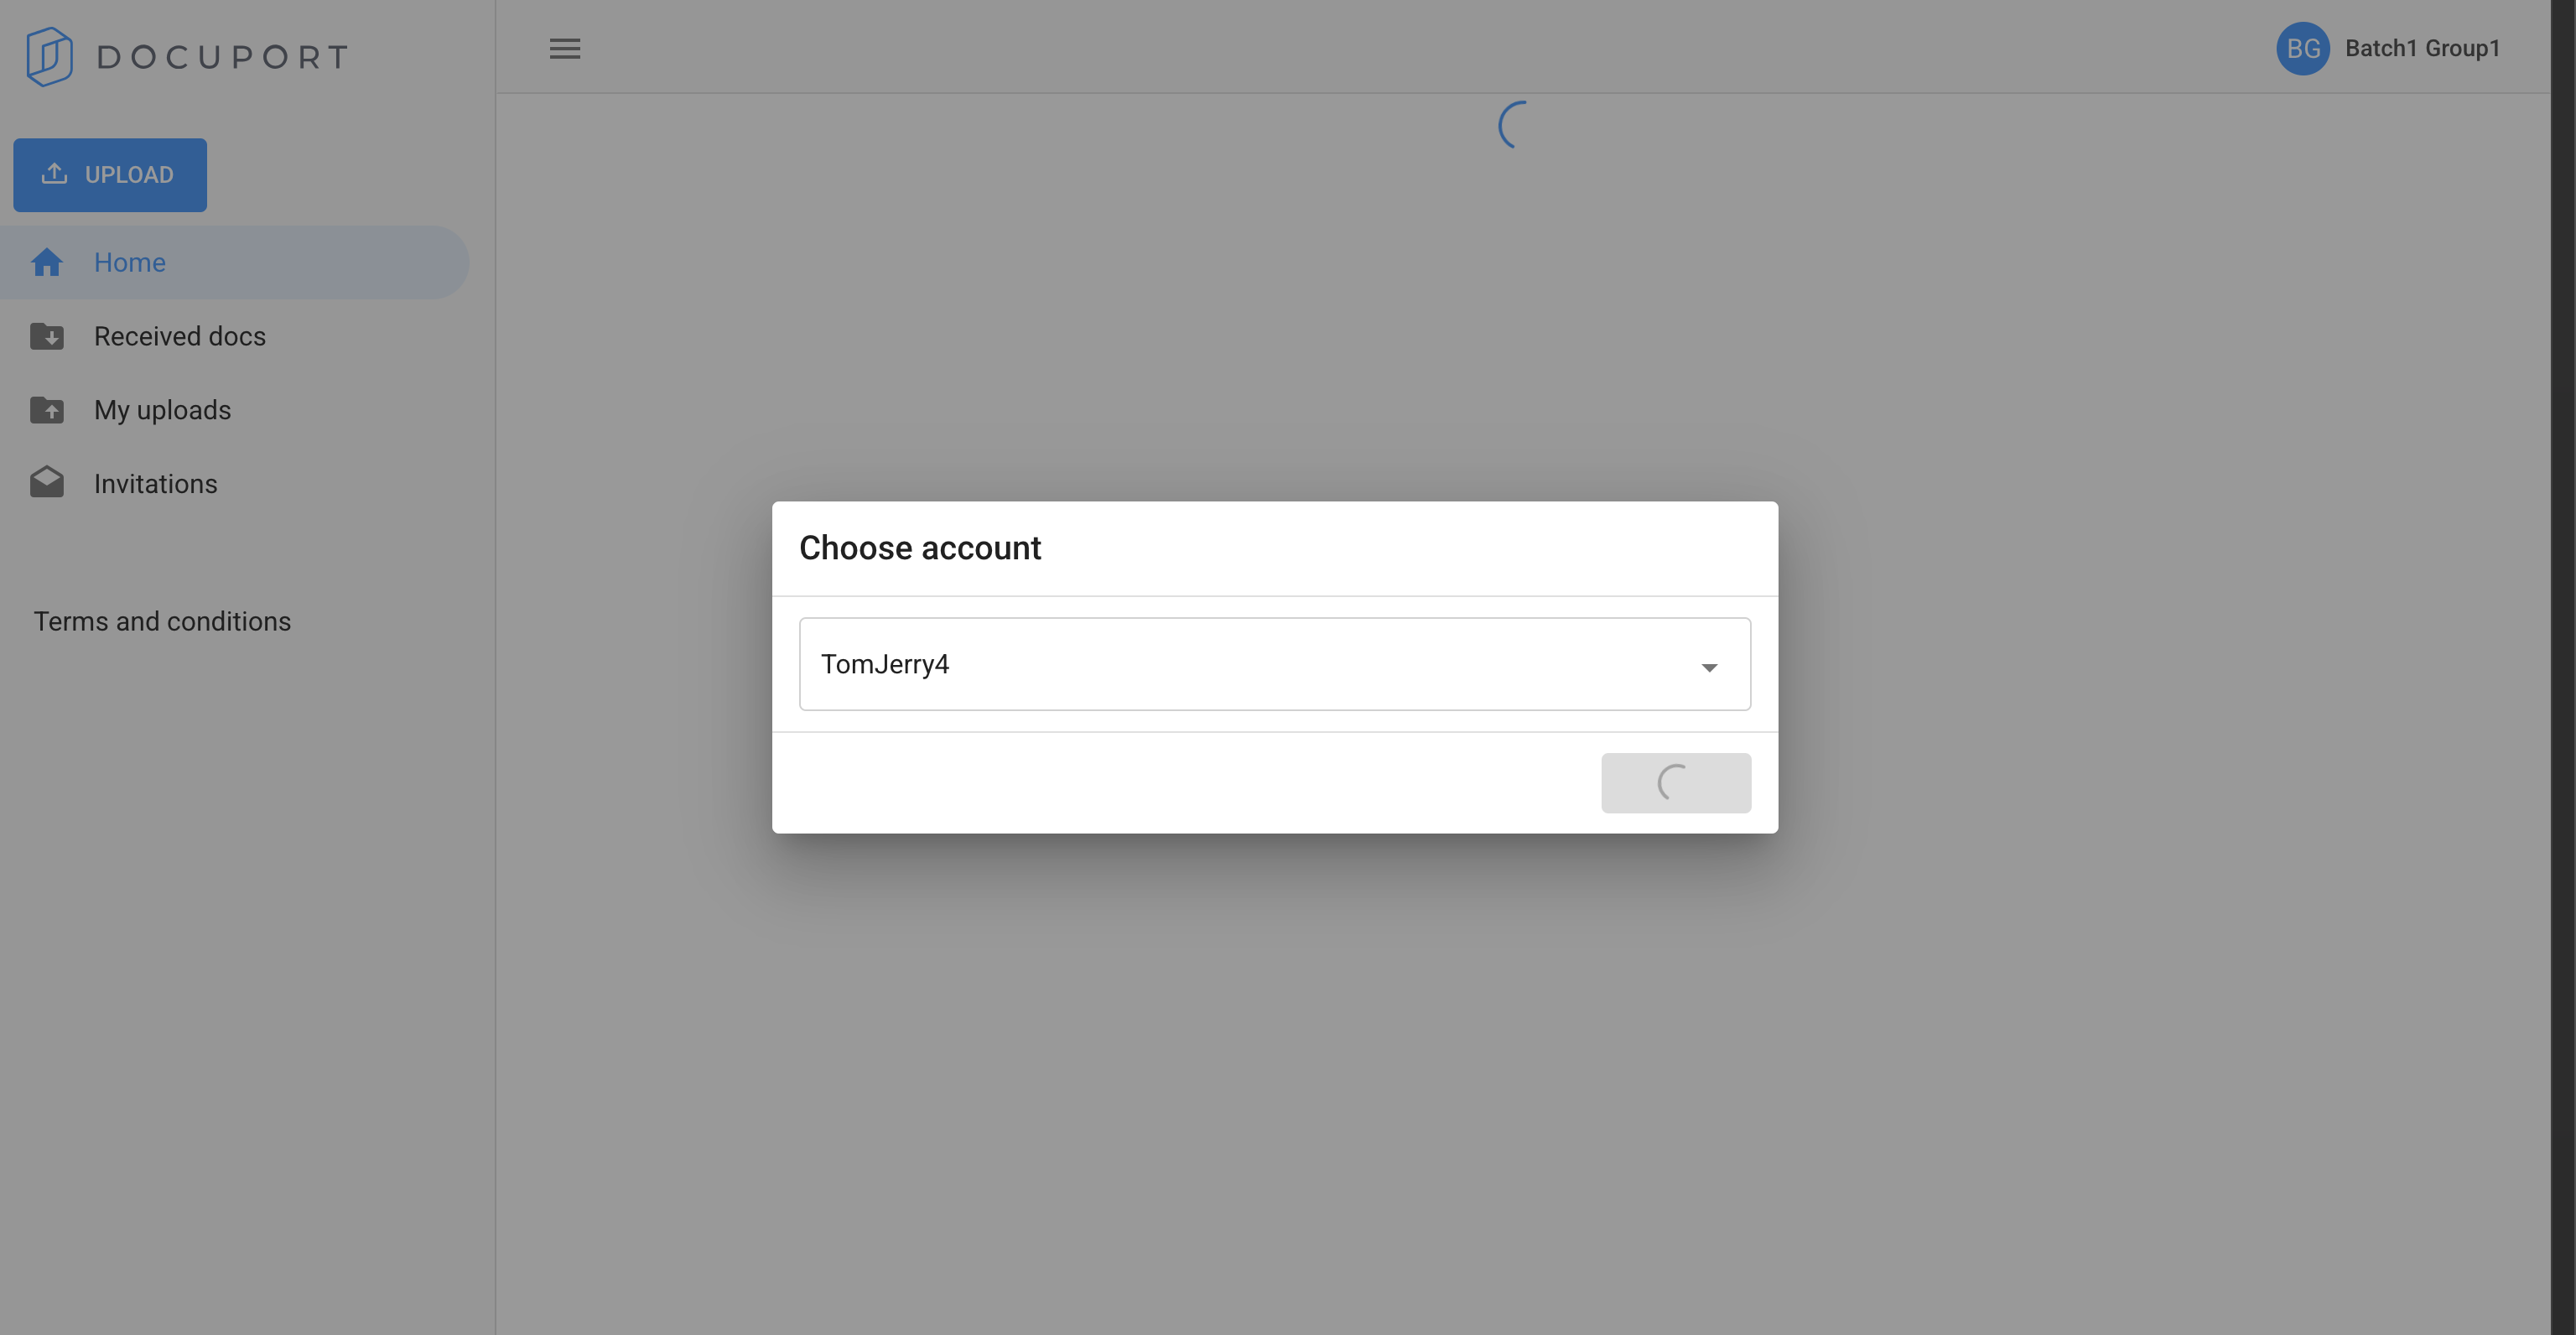 DOCUPORT
BG Batch1 Group1
UPLOAD
Home
Received docs
My uploads
Invitations
Terms and conditions
Choose account
TomJerry4